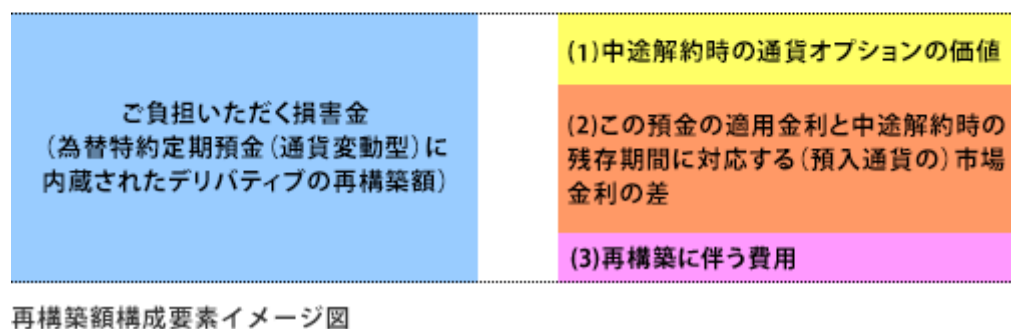 ご負担いただく損害金
（為替特約定期預金（通貨変動型）に
内蔵されたデリバティブの再構築額）
(1)中途解約時の通貨オプションの価値
(2)この預金の適用金利と中途解約時の
残存期間に対応する（預入通貨の）市場
金利の差
(3)再構築に伴う費用
再構築額構成要素イメージ図